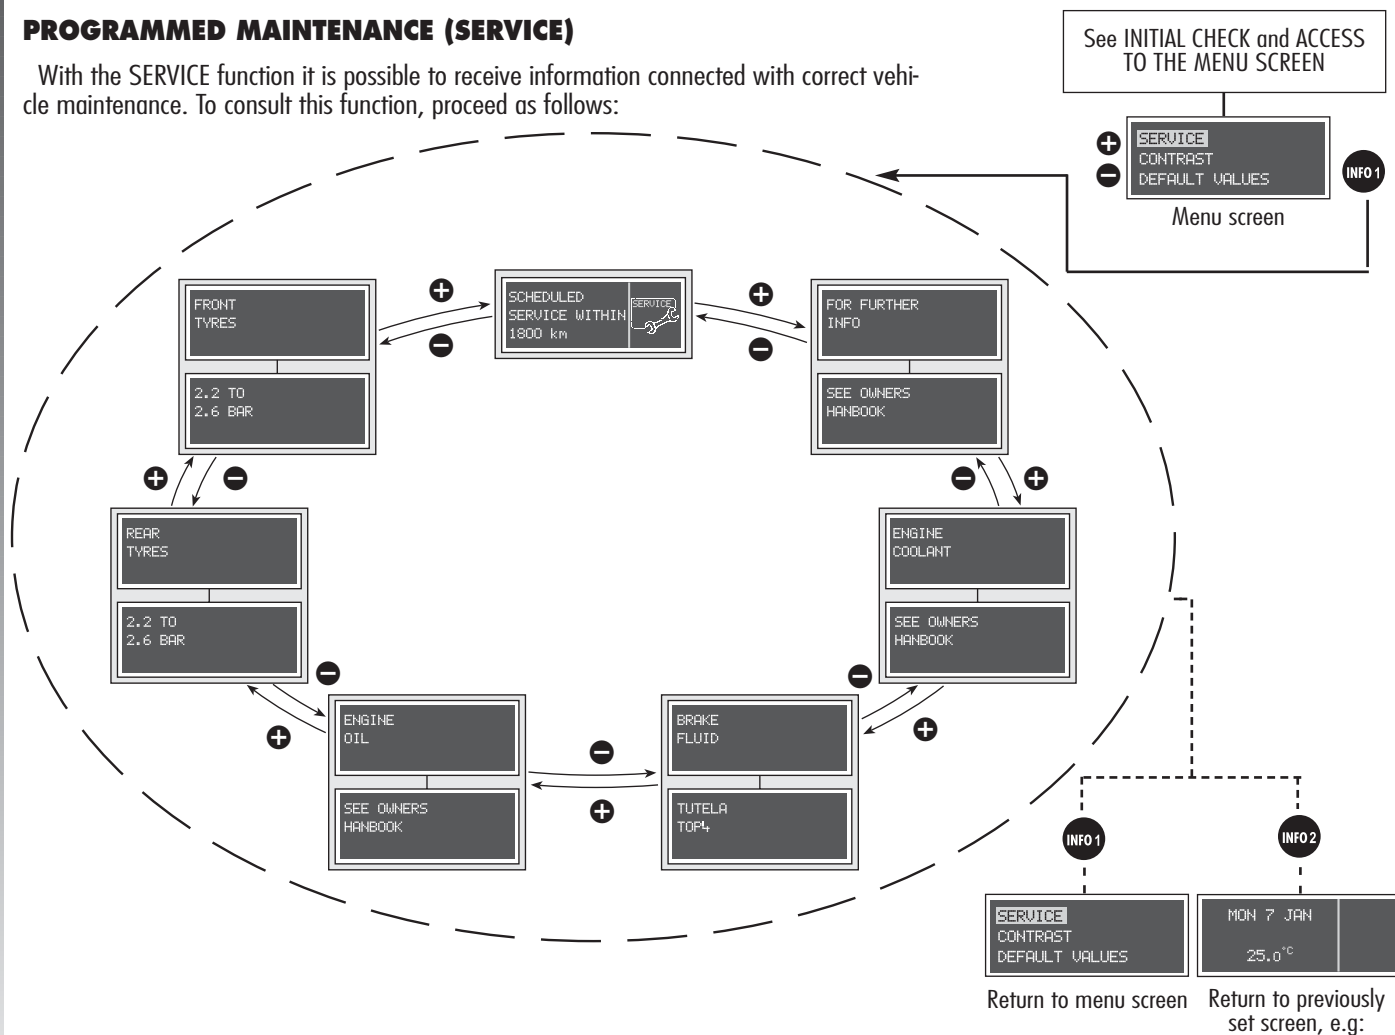 PROGRAMMED MAINTENANCE (SERVICE)
With the SERVICE function it is possible to receive information connected with correct vehi-
cle maintenance. To consult this function, proceed as follows:
See INITIAL CHECK and ACCESS
TO THE MENU SCREEN
+
SERVICE
CONTRAST
−
DEFAULT VALUES
INFO 1
Menu screen
FRONT
TYRES
2.2 TO
2.6 BAR
+
−
SCHEDULED
SERVICE WITHIN
1800 km
SERVICE
+
−
FOR FURTHER
INFO
SEE OWNERS
HANBOOK
+
−
−
+
REAR
TYRES
2.2 TO
2.6 BAR
ENGINE
COOLANT
SEE OWNERS
HANBOOK
−
+
ENGINE
OIL
SEE OWNERS
HANBOOK
−
+
BRAKE
FLUID
TUTELA
TOP4
−
+
INFO 1
INFO 2
SERVICE
CONTRAST
DEFAULT VALUES
MON 7 JAN
25.0°C
Return to menu screen
Return to previously
set screen, e.g: